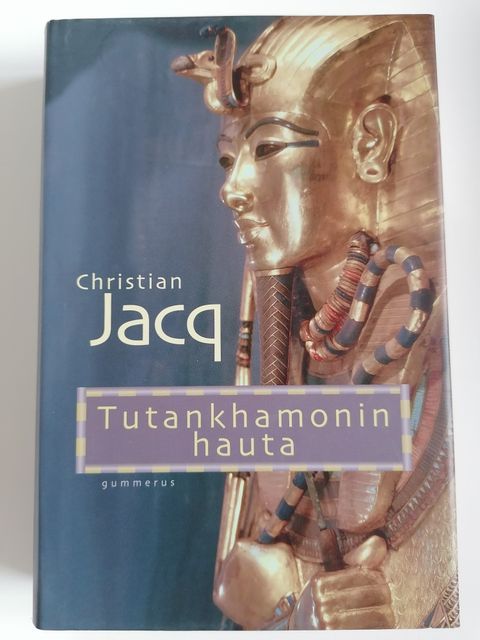 Christian
Jacq
Tutankhamonin
hauta
gummerus